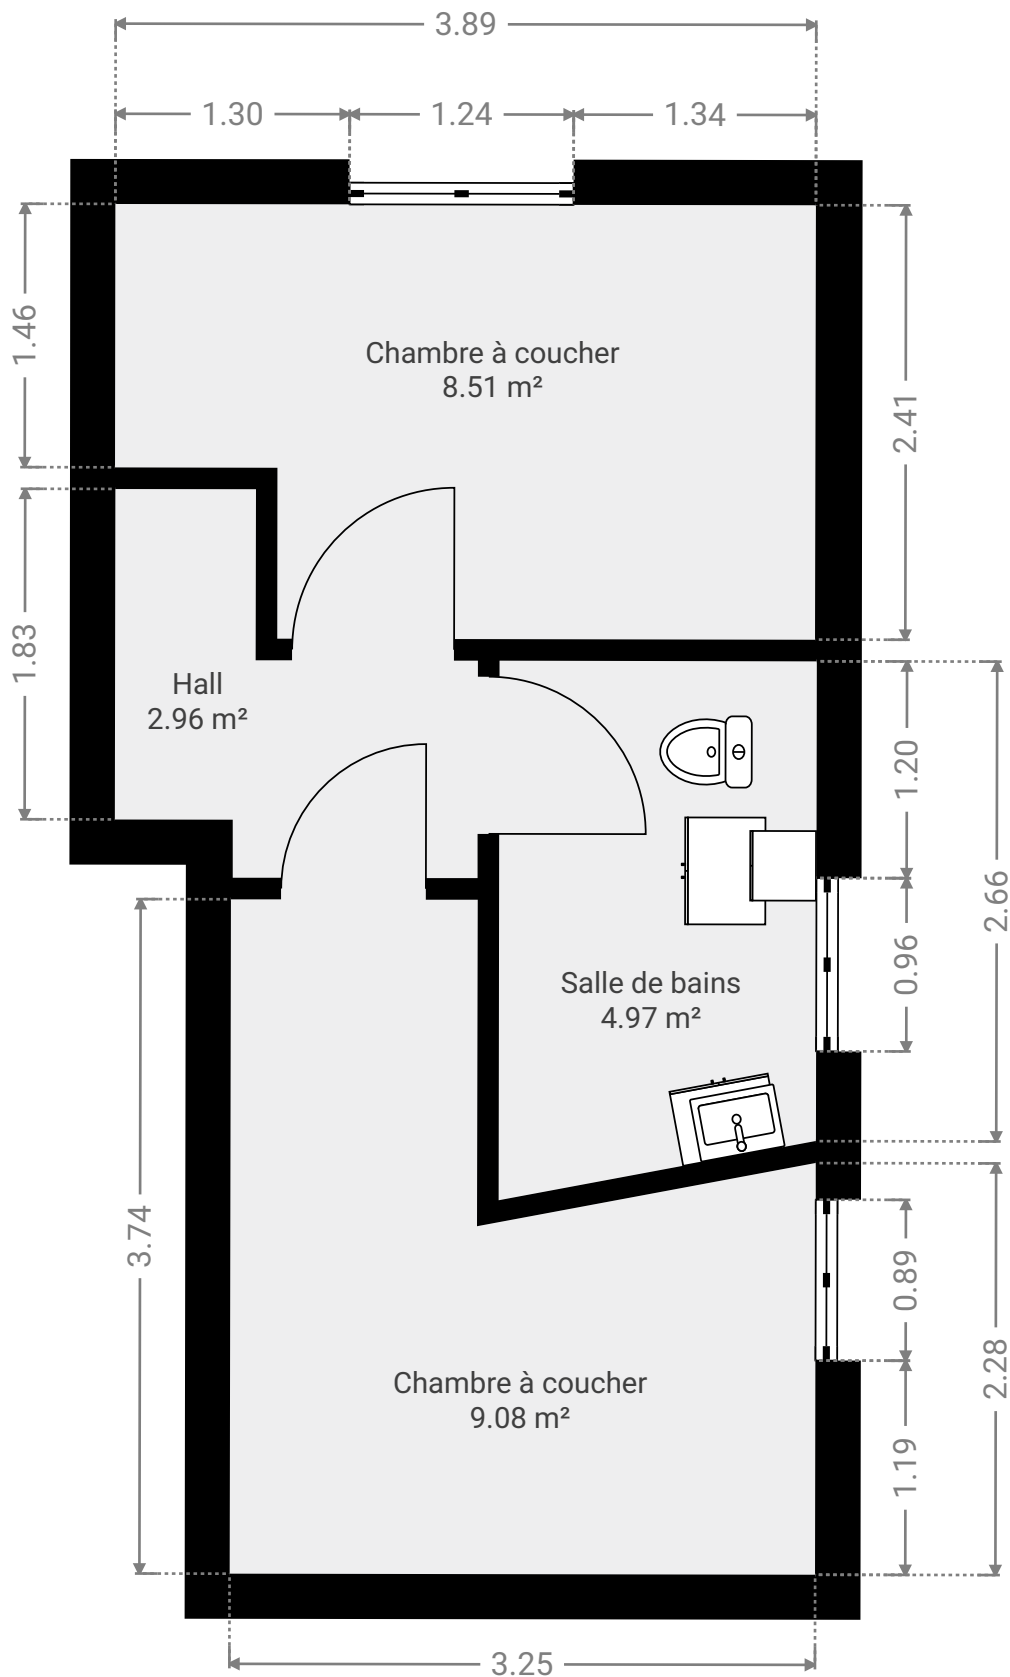 3.89
1.30
1.24
1.34
1.46
Chambre à coucher
8.51 m²
2.41
1.83
Hall
2.96 m²
1.20
2.66
0.96
Salle de bains
4.97 m²
3.74
0.89
2.28
Chambre à coucher
9.08 m²
1.19
3.25